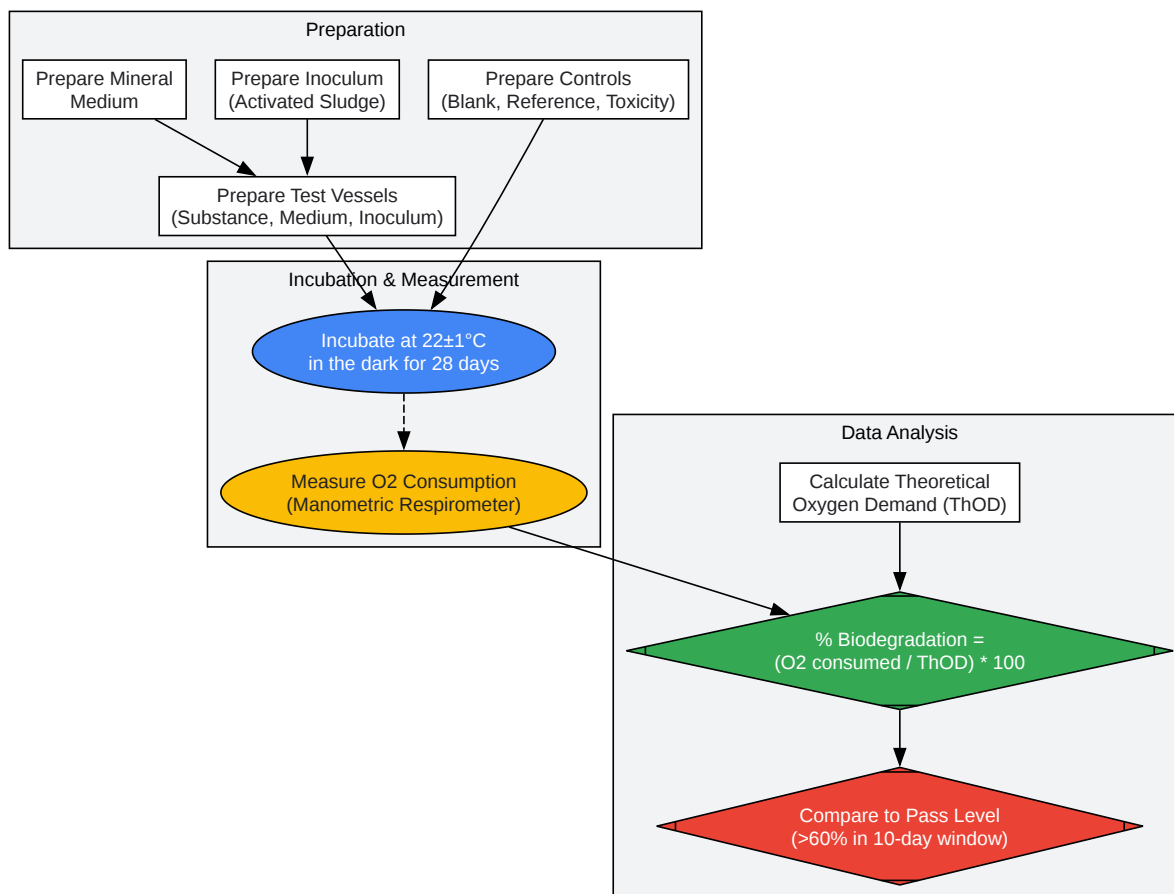 Preparation
Prepare Mineral
Medium
Prepare Inoculum
(Activated Sludge)
Prepare Controls
(Blank, Reference, Toxicity)
Prepare Test Vessels
(Substance, Medium, Inoculum)
Incubation & Measurement
Incubate at 22±1°C
in the dark for 28 days
Measure O2 Consumption
(Manometric Respirometer)
Data Analysis
Calculate Theoretical
Oxygen Demand (ThOD)
% Biodegradation =
(O2 consumed / ThOD) * 100
Compare to Pass Level
(>60% in 10-day window)